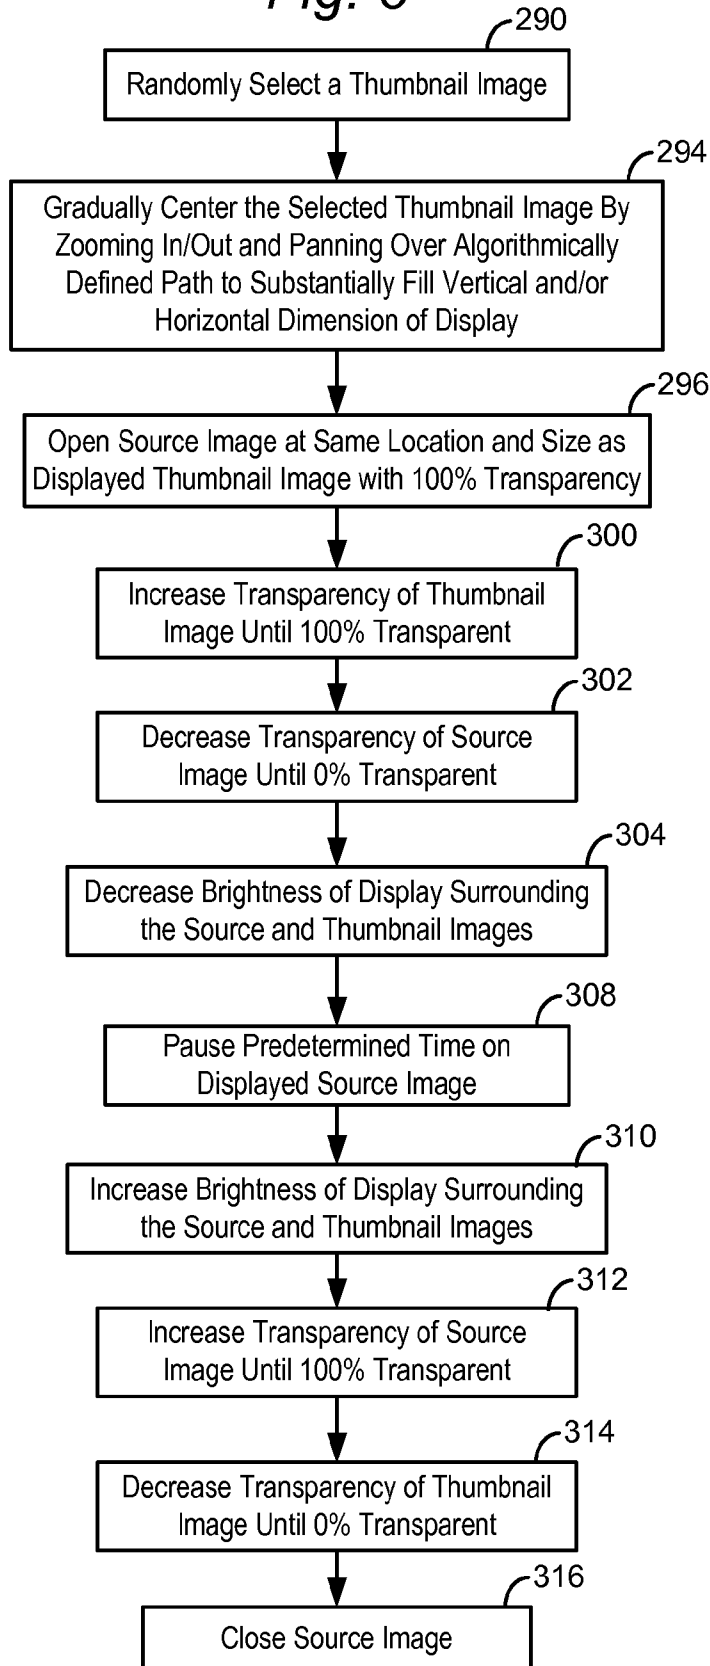 290
Randomly Select a Thumbnail Image
294
Gradually Center the Selected Thumbnail Image By
Zooming In/Out and Panning Over Algorithmically
Defined Path to Substantially Fill Vertical and/or
Horizontal Dimension of Display
296
Open Source Image at Same Location and Size as
Displayed Thumbnail Image with 100% Transparency
300
Increase Transparency of Thumbnail
Image Until 100% Transparent
302
Decrease Transparency of Source
Image Until 0% Transparent
304
Decrease Brightness of Display Surrounding
the Source and Thumbnail Images
308
Pause Predetermined Time on
Displayed Source Image
310
Increase Brightness of Display Surrounding
the Source and Thumbnail Images
312
Increase Transparency of Source
Image Until 100% Transparent
314
Decrease Transparency of Thumbnail
Image Until 0% Transparent
316
Close Source Image